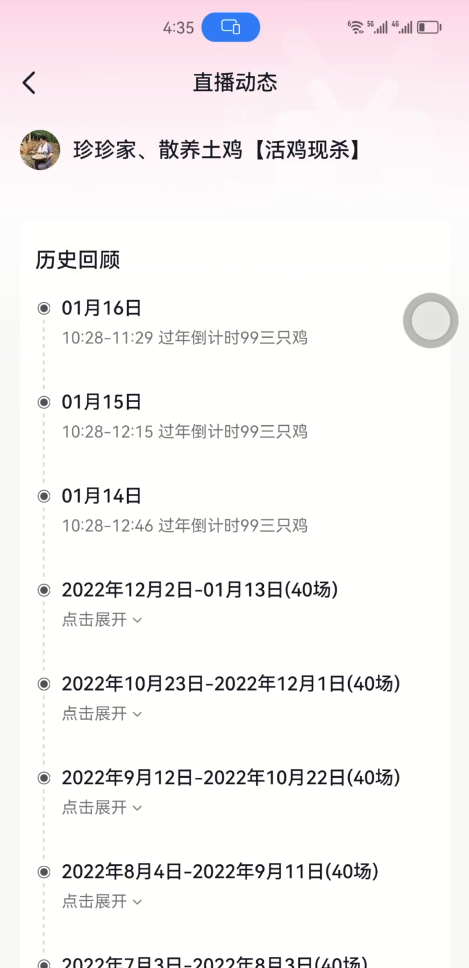 4:35
6 5G 4G
直播动态
珍珍家、散养土鸡【活鸡现杀】
历史回顾
01月16日
10:28-11:29 过年倒计时99三只鸡
01月15日
10:28-12:15 过年倒计时99三只鸡
01月14日
10:28-12:46 过年倒计时99三只鸡
2022年12月2日-01月13日(40场)
点击展开
2022年10月23日-2022年12月1日(40场)
点击展开
2022年9月12日-2022年10月22日(40场)
点击展开
2022年8月4日-2022年9月11日(40场)
点击展开
2022年7月3日-2022年8月3日(40场)